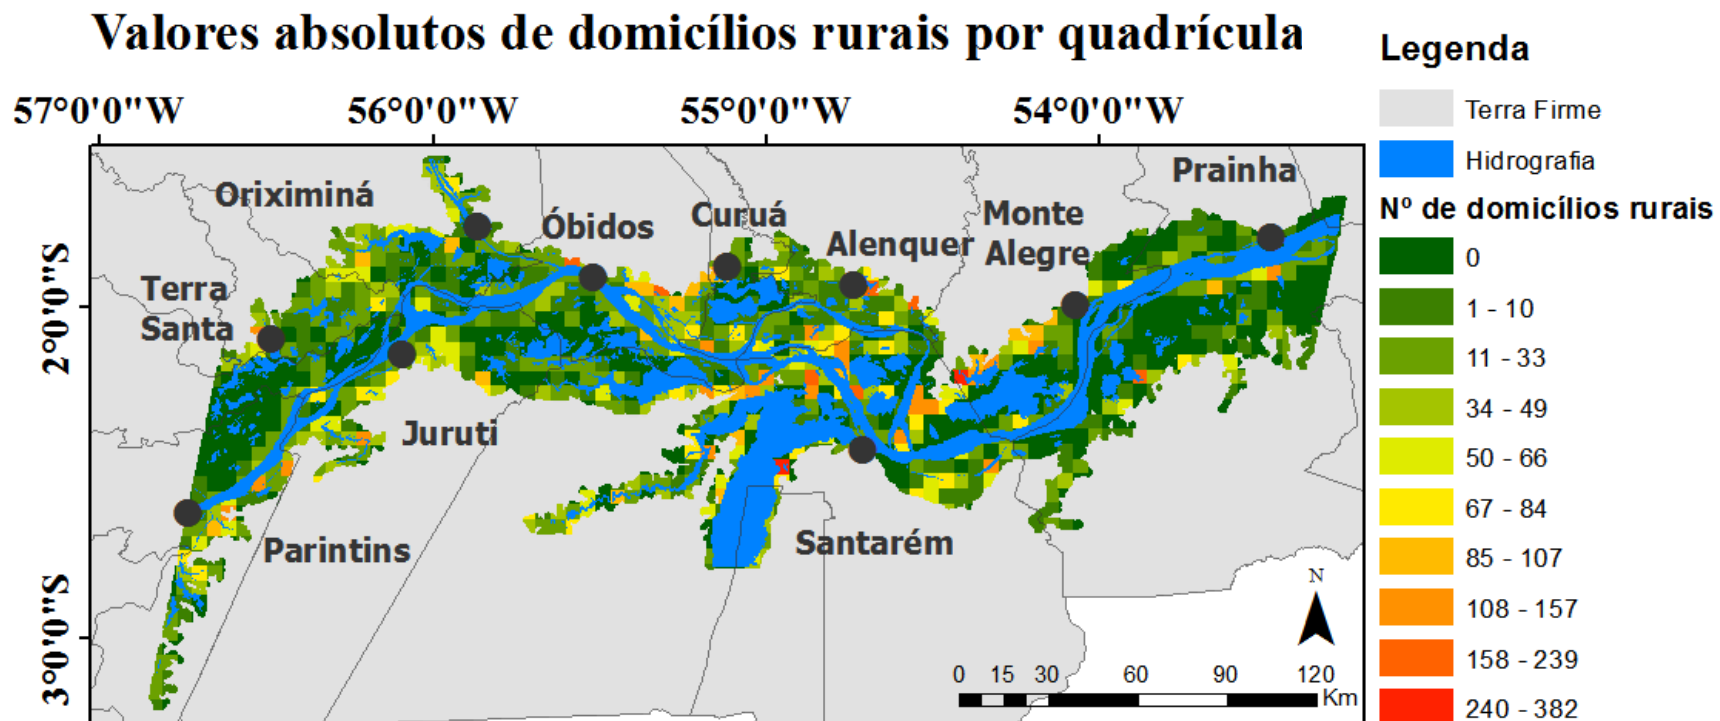 Valores absolutos de domicílios rurais por quadrícula
57°0'0"W
56°0'0"W
55°0'0"W
54°0'0"W
2°0'0"S
3°0'0"S
Oriximiná
Óbidos
Curuá
Alenquer
Monte
Alegre
Prainha
Terra
Santa
Juruti
Parintins
Santarém
N
0 15 30 60 90 120
Km
Legenda
Terra Firme
Hidrografia
Nº de domicílios rurais
0
1 - 10
11 - 33
34 - 49
50 - 66
67 - 84
85 - 107
108 - 157
158 - 239
240 - 382